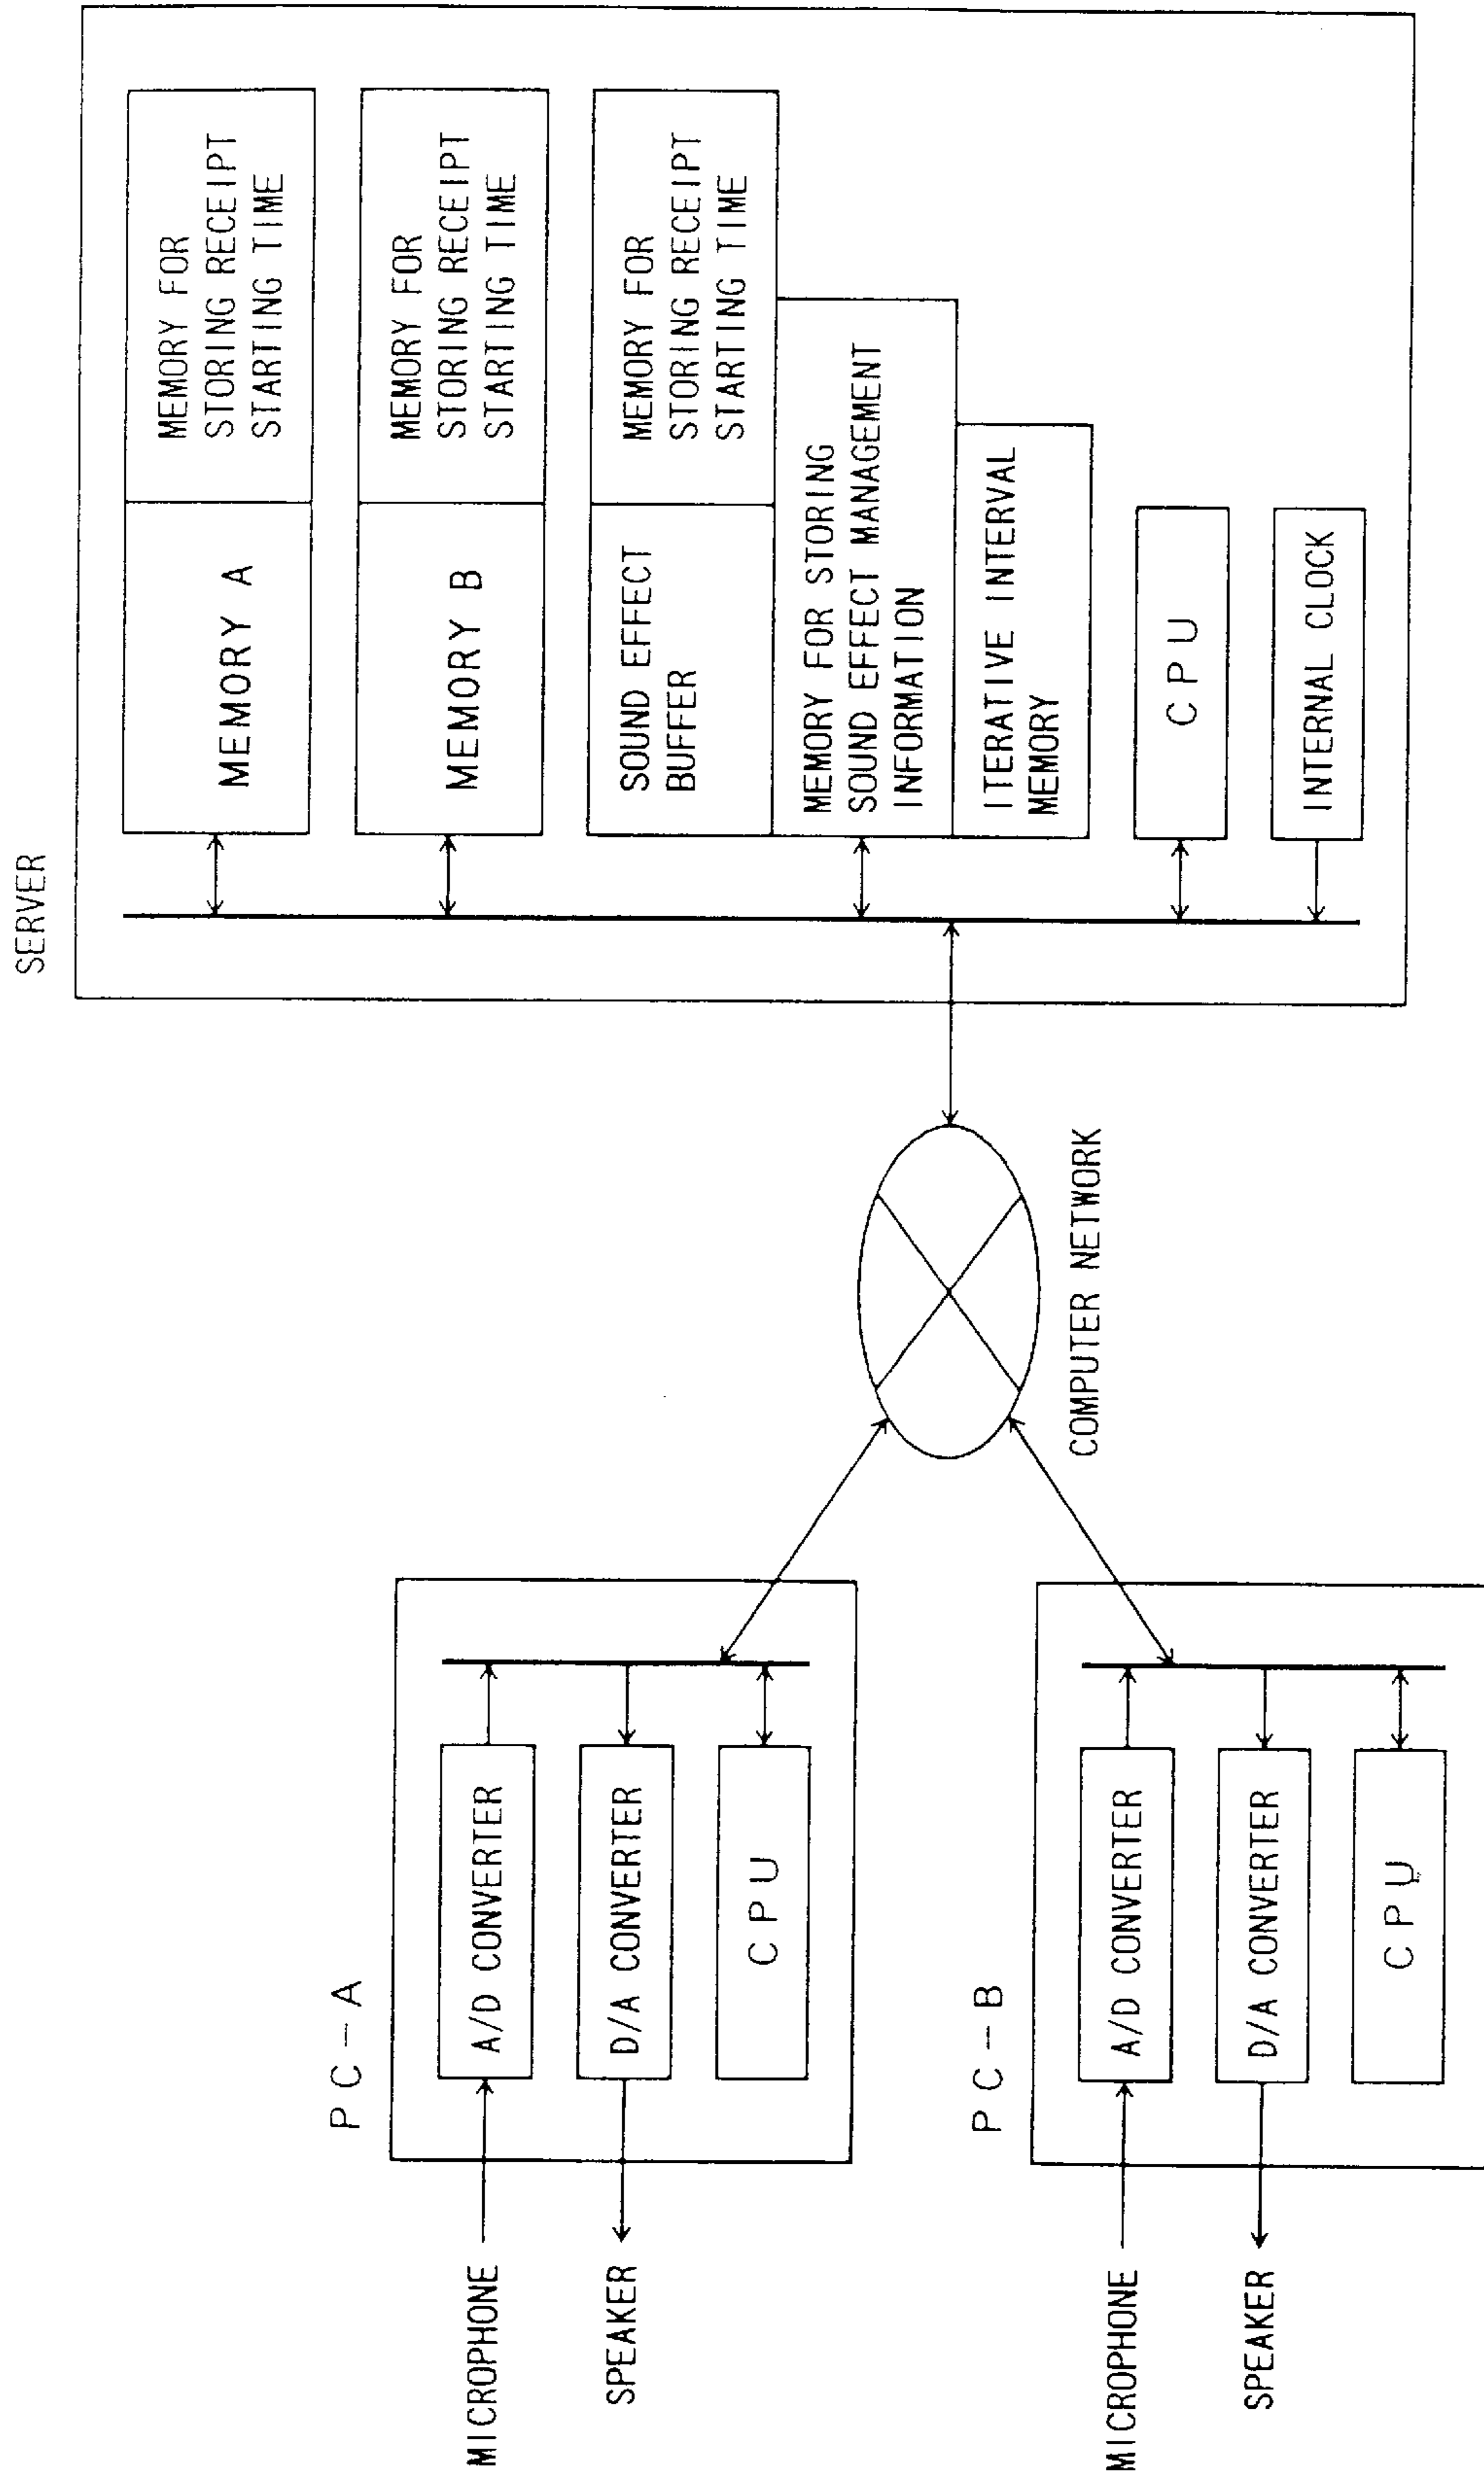 SERVER
MEMORY A
MEMORY FOR
STORING RECEIPT
STARTING TIME
MEMORY B
MEMORY FOR
STORING RECEIPT
STARTING TIME
SOUND EFFECT
BUFFER
MEMORY FOR
STORING RECEIPT
STARTING TIME
MEMORY FOR STORING
SOUND EFFECT MANAGEMENT
INFORMATION
ITERATIVE INTERVAL
MEMORY
CPU
INTERNAL CLOCK
COMPUTER NETWORK
PC-A
MICROPHONE
A/D CONVERTER
SPEAKER
D/A CONVERTER
CPU
PC-B
MICROPHONE
A/D CONVERTER
SPEAKER
D/A CONVERTER
CPU